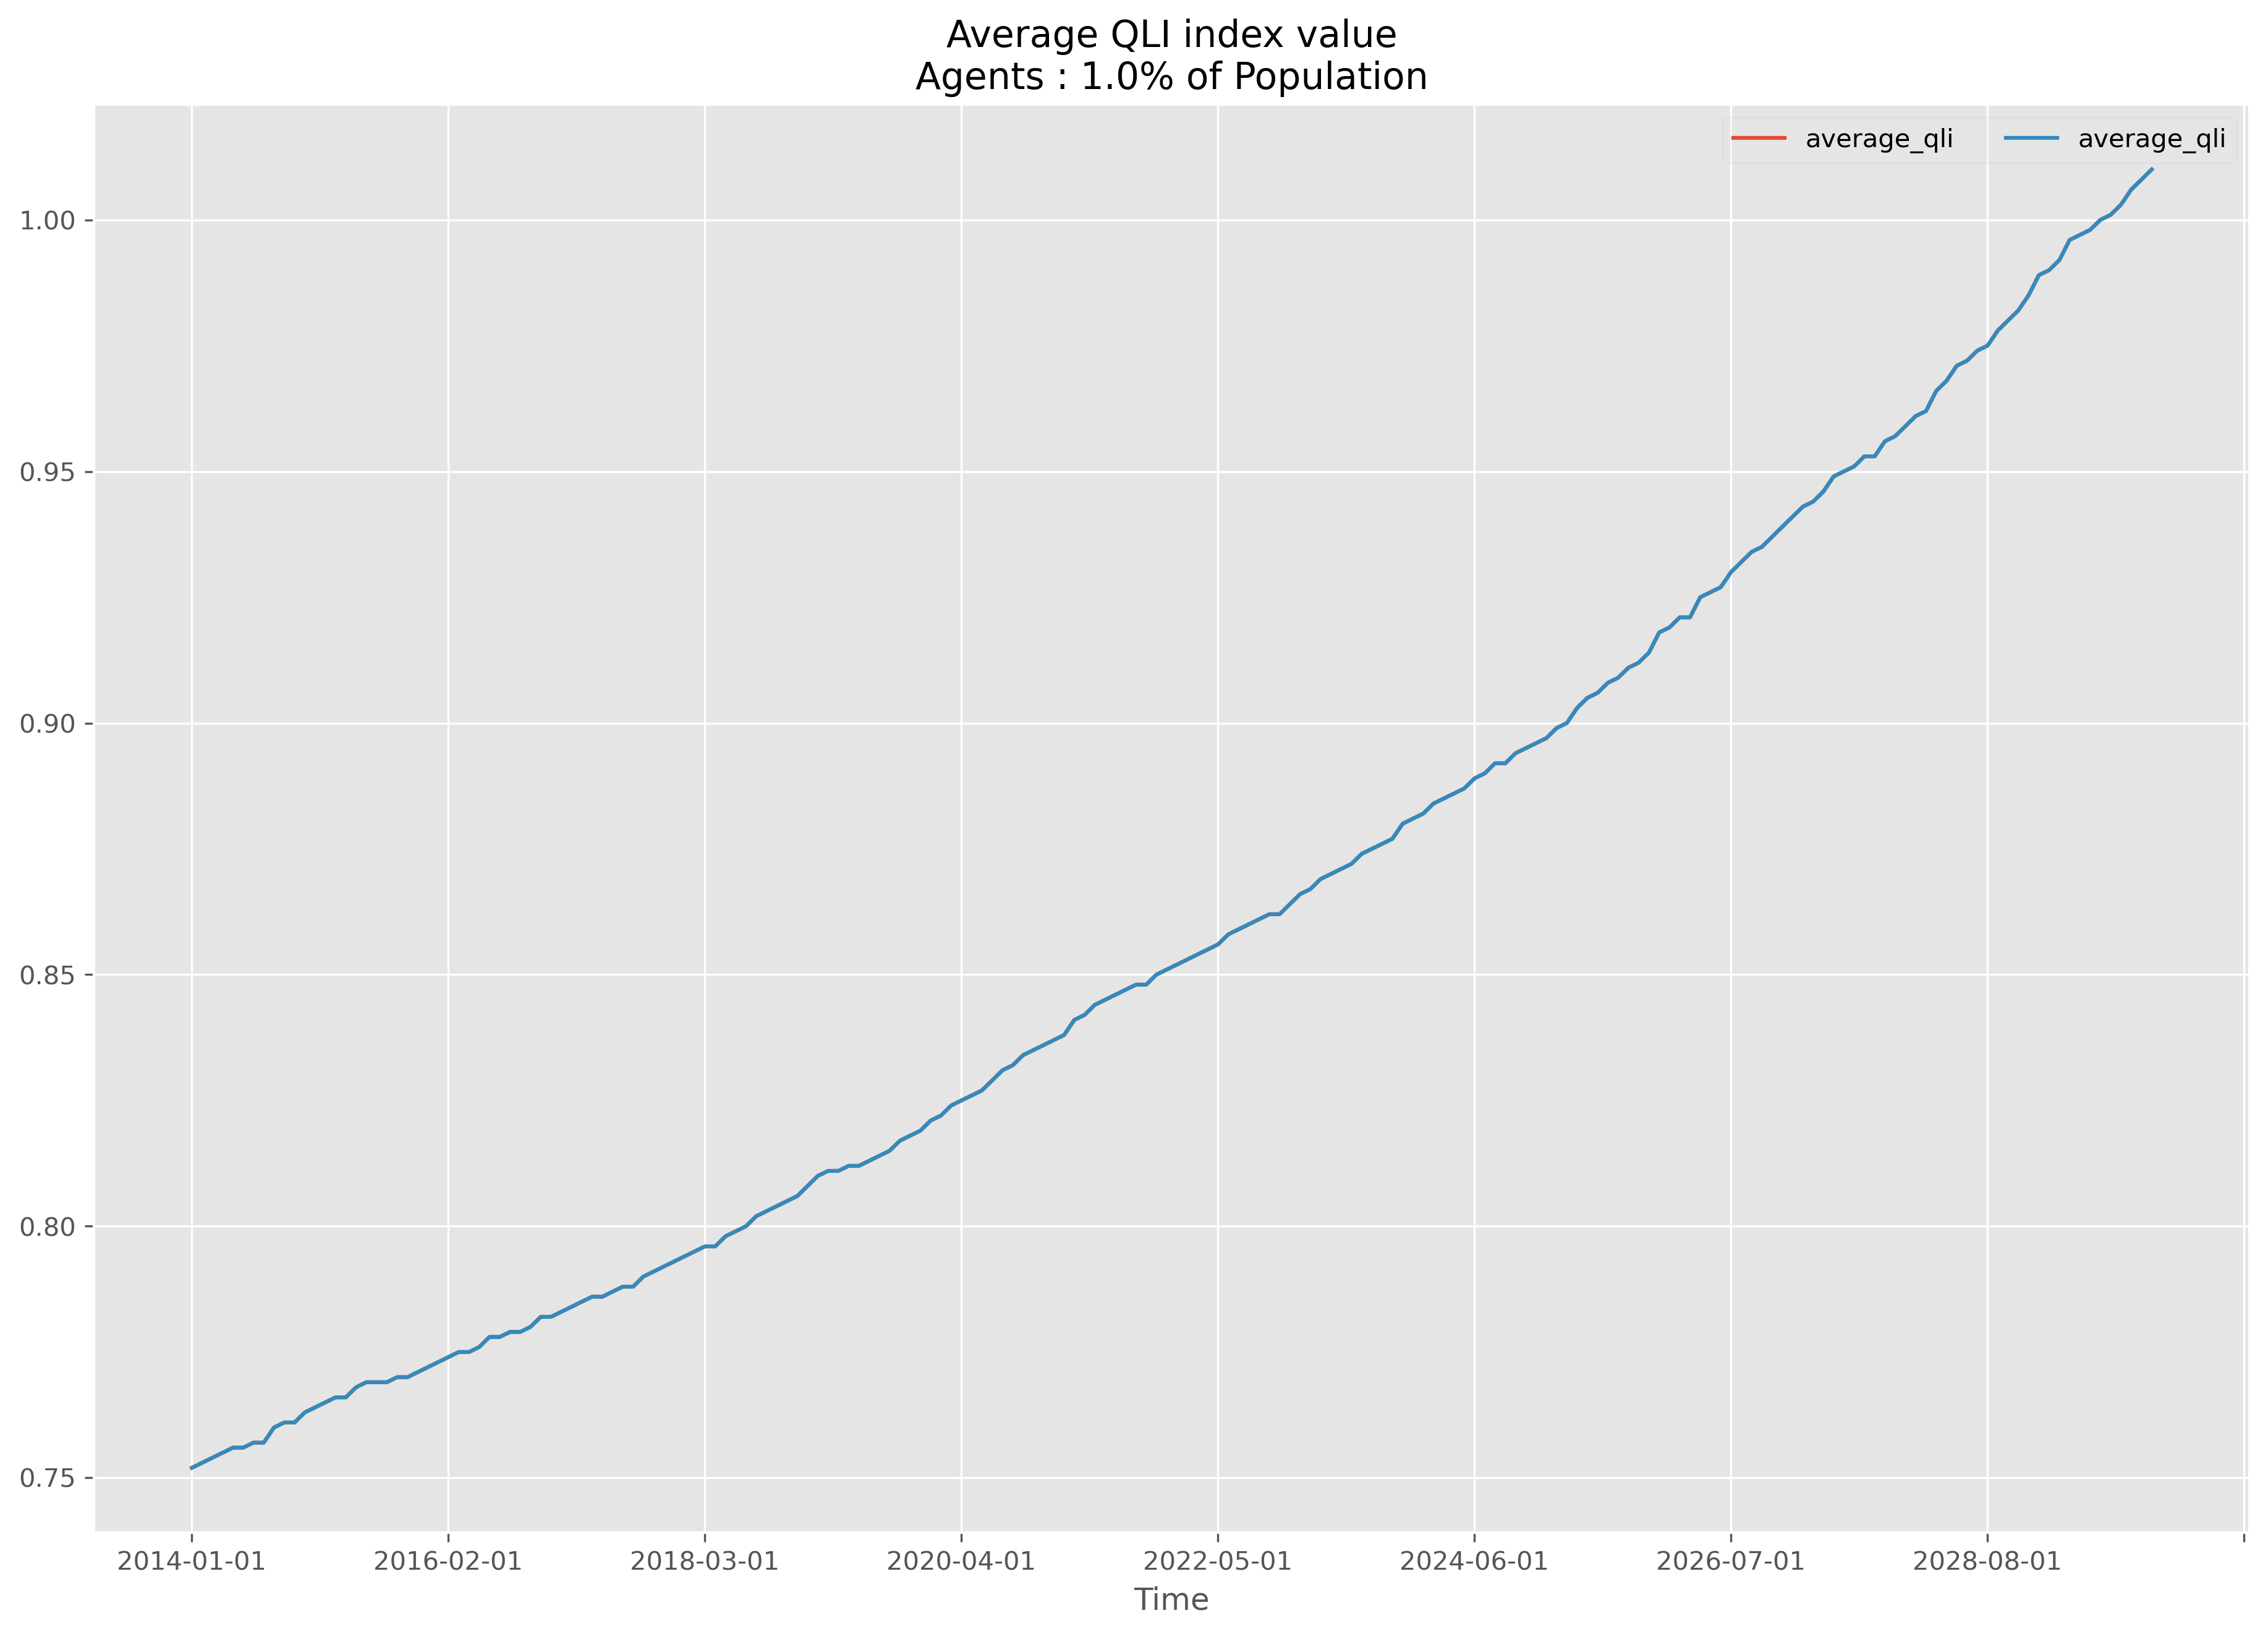 Average QLI index value
Agents : 1.0% of Population
average_qli average_qli
1.00
0.95
0.90
0.85
0.80
0.75
2014-01-01 2016-02-01 2018-03-01 2020-04-01 2022-05-01 2024-06-01 2026-07-01 2028-08-01
Time